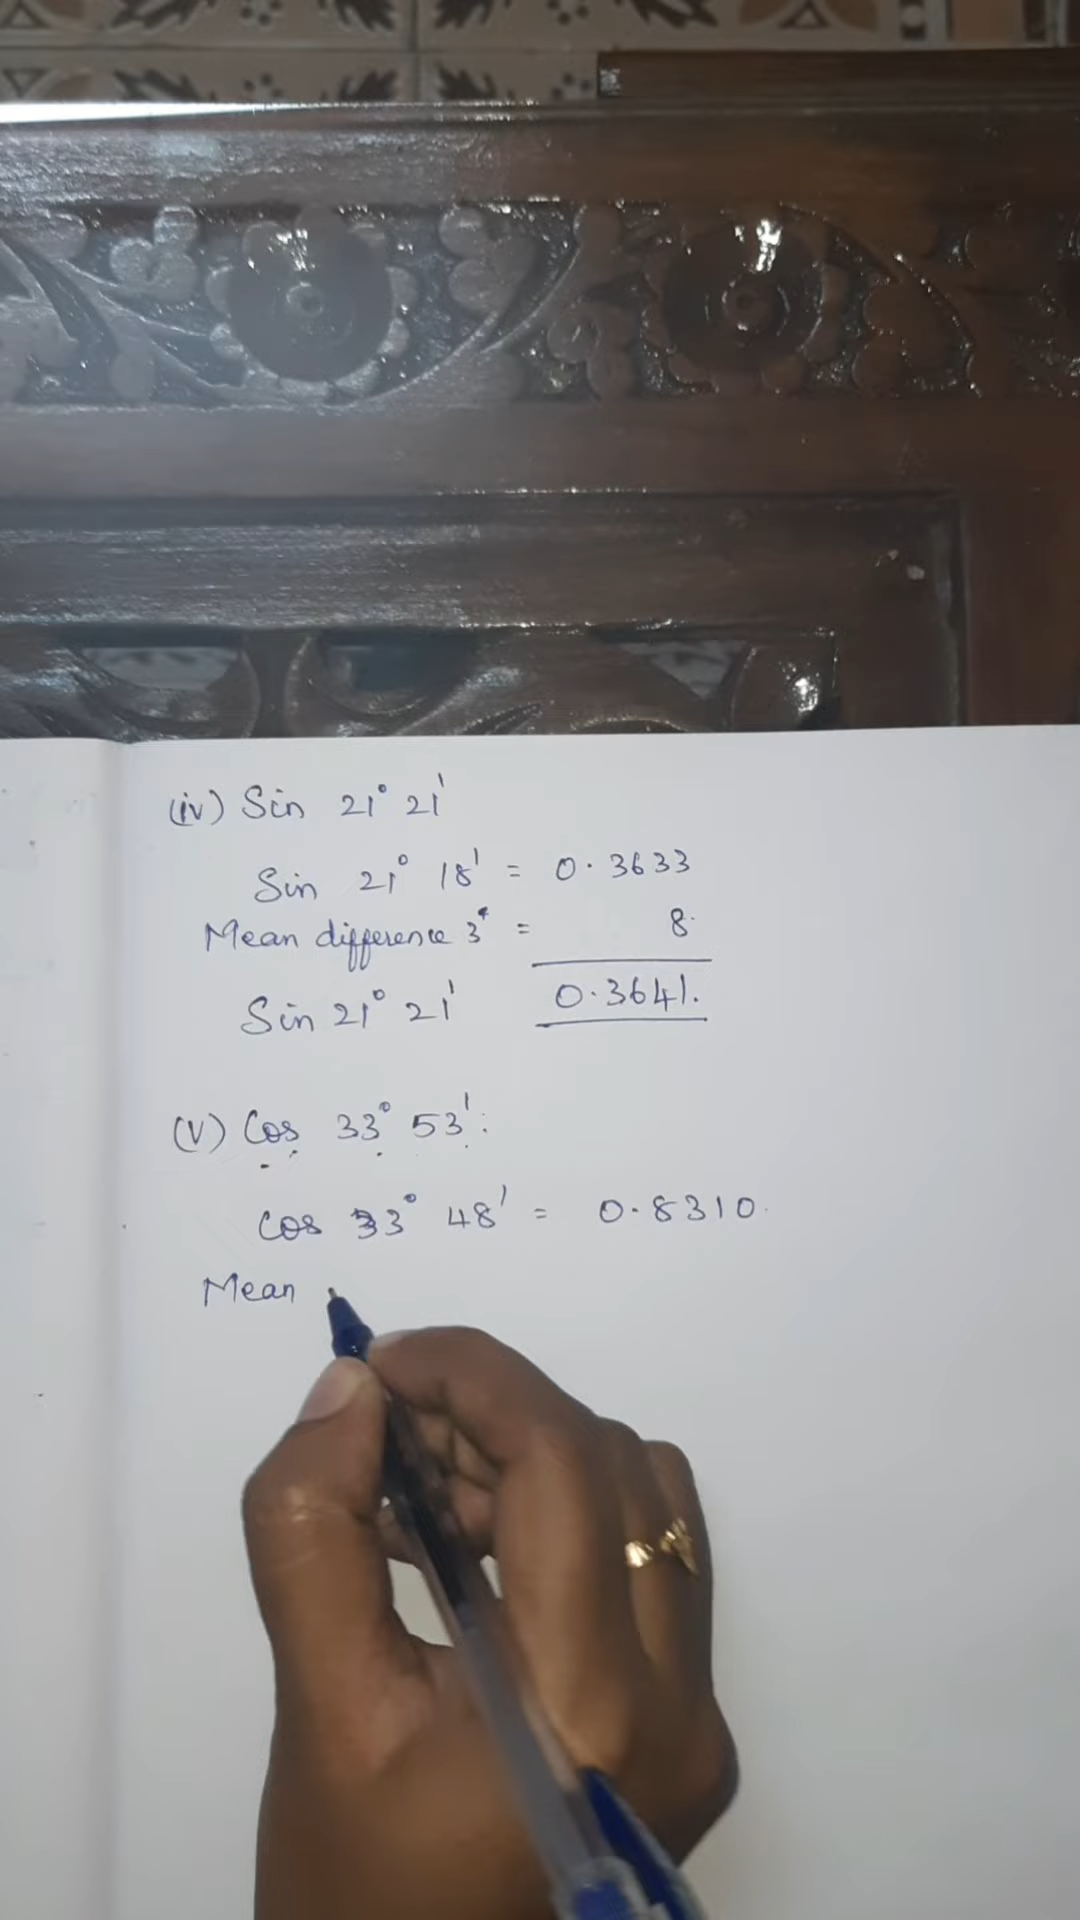 (iv) Sin 21° 21'
Sin 21° 18' = 0.3633
Mean difference 3' = 8.
Sin 21° 21' 0.3641.
(V) Cos 33° 53':
Cos 33° 48' = 0.8310.
Mean